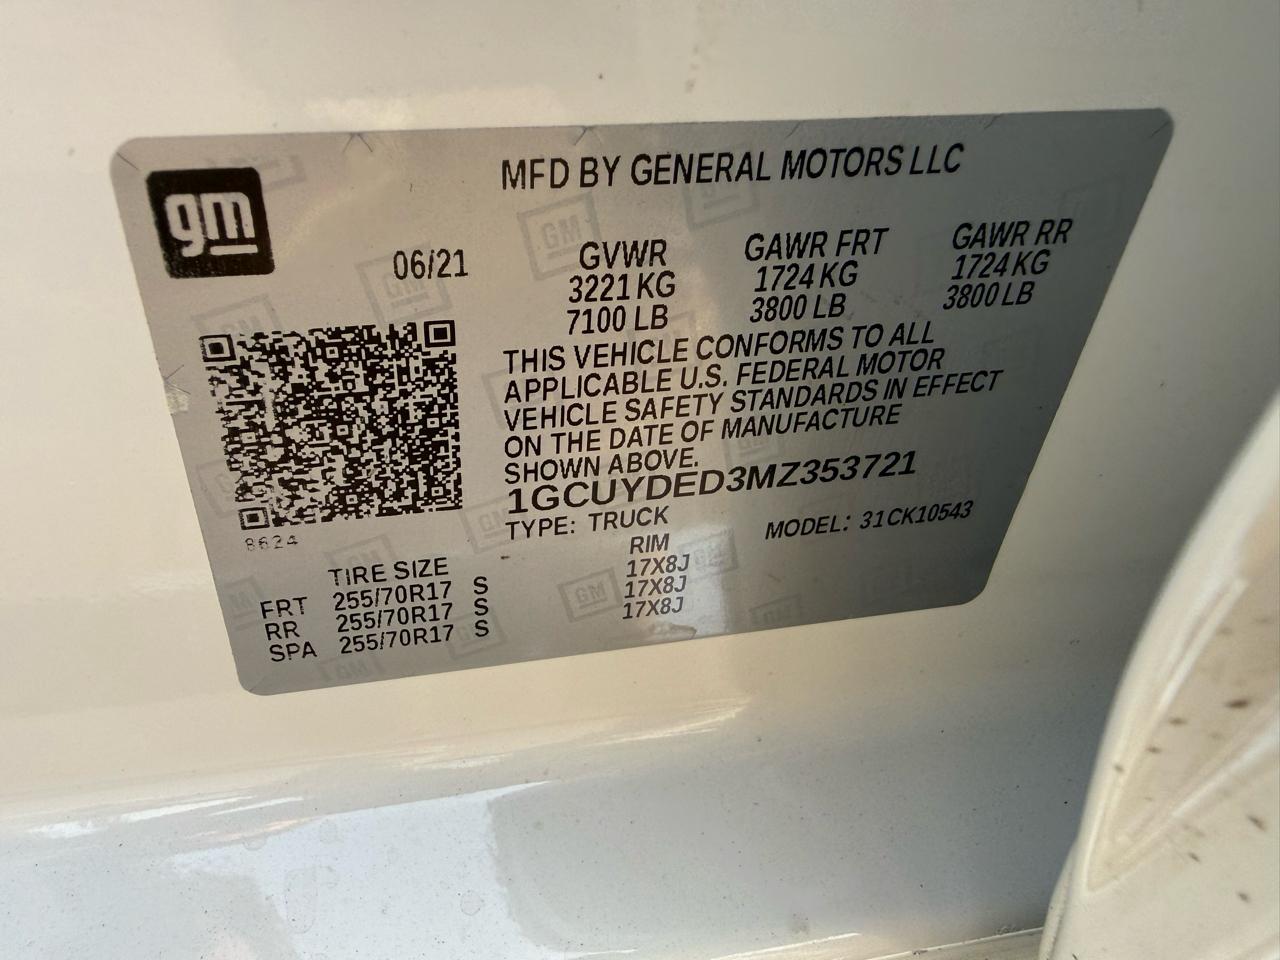 gm
MFD BY GENERAL MOTORS LLC
06/21
GVWR GAWR FRT GAWR RR
3221 KG 1724 KG 1724 KG
7100 LB 3800 LB 3800 LB
THIS VEHICLE CONFORMS TO ALL
APPLICABLE U.S. FEDERAL MOTOR
VEHICLE SAFETY STANDARDS IN EFFECT
ON THE DATE OF MANUFACTURE
SHOWN ABOVE.
1GCUYDED3MZ353721
TYPE: TRUCK MODEL: 31CK10543
8624
TIRE SIZE RIM
FRT 255/70R17 S 17X8J
RR 255/70R17 S 17X8J
SPA 255/70R17 S 17X8J